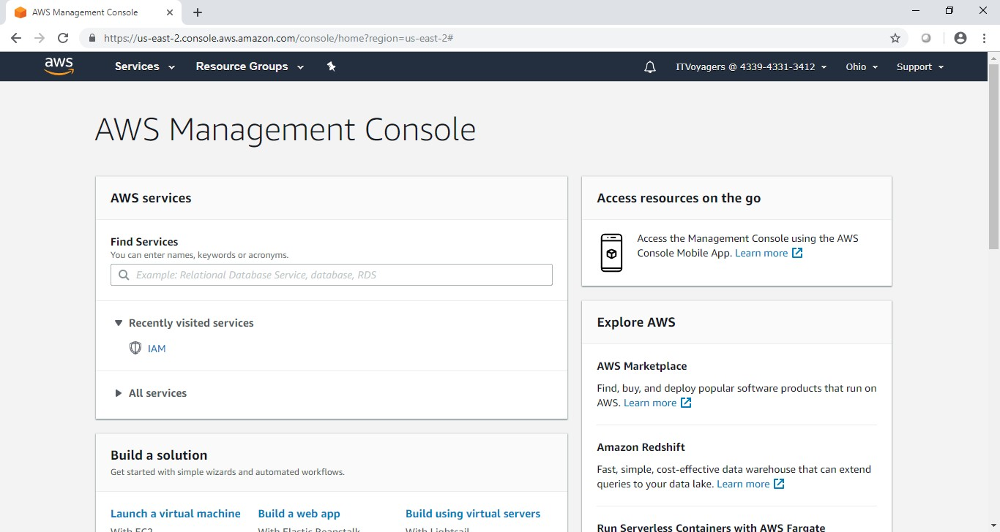 AWS Management Console
https://us-east-2.console.aws.amazon.com/console/home?region=us-east-2#
aws
Services
Resource Groups
ITVoyagers @ 4339-4331-3412
Ohio
Support
AWS Management Console
AWS services
Find Services
You can enter names, keywords or acronyms.
Example: Relational Database Service, database, RDS
Recently visited services
IAM
All services
Build a solution
Get started with simple wizards and automated workflows.
Launch a virtual machine
With EC2
Build a web app
With Elastic Beanstalk
Build using virtual servers
With Lightsail
Access resources on the go
Access the Management Console using the AWS
Console Mobile App. Learn more
Explore AWS
AWS Marketplace
Find, buy, and deploy popular software products that run on
AWS. Learn more
Amazon Redshift
Fast, simple, cost-effective data warehouse that can extend
queries to your data lake. Learn more
Run Serverless Containers with AWS Fargate